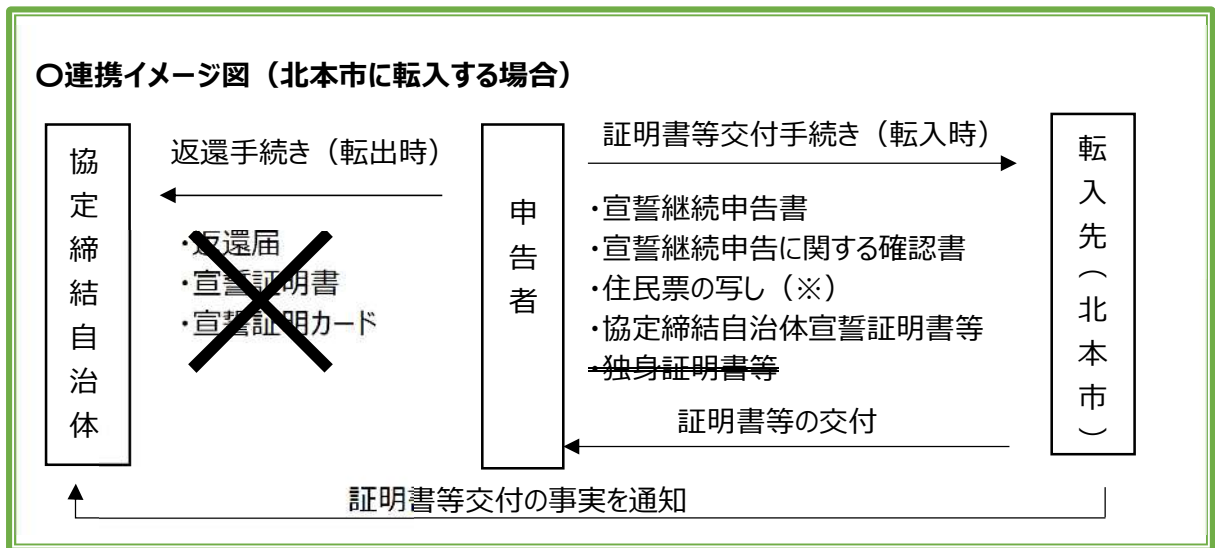 〇連携イメージ図（北本市に転入する場合）
協定締結自治体
返還手続き（転出時）
・返還届
・宣誓証明書
・宣誓証明カード
申告者
証明書等交付手続き（転入時）
・宣誓継続申告書
・宣誓継続申告に関する確認書
・住民票の写し（※）
・協定締結自治体宣誓証明書等
・独身証明書等
証明書等の交付
転入先（北本市）
証明書等交付の事実を通知